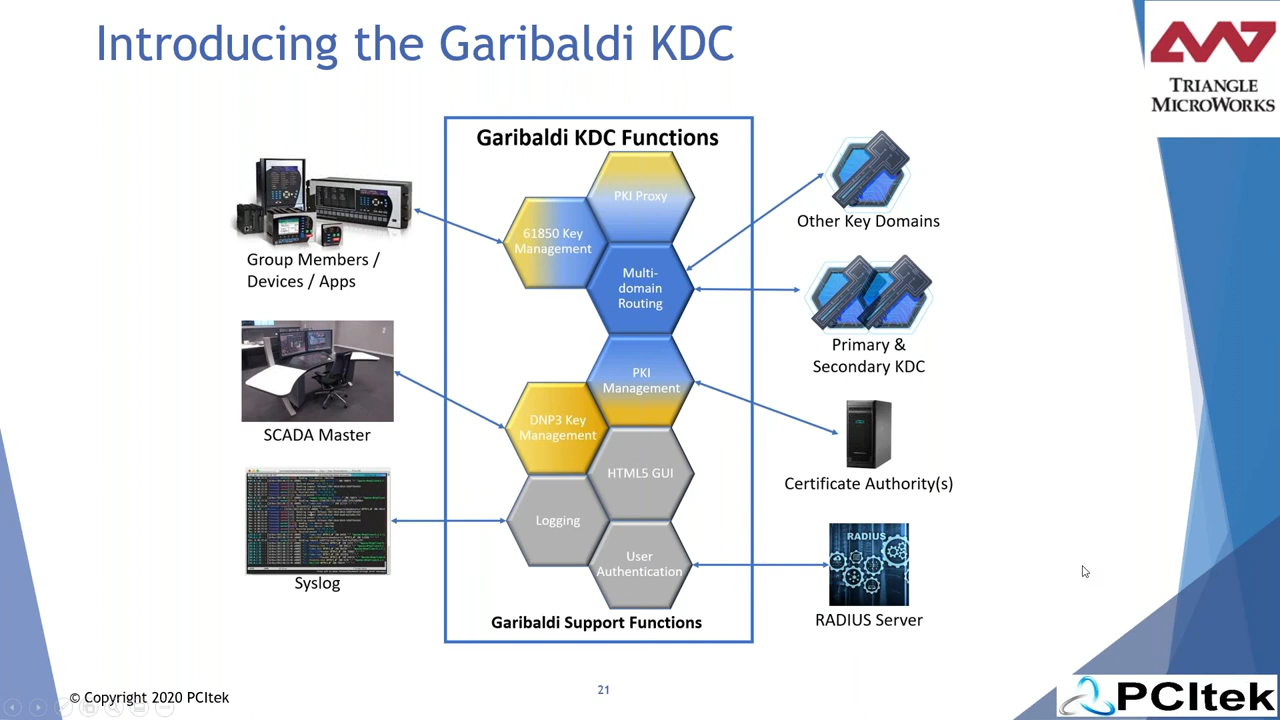 Introducing the Garibaldi KDC
TRIANGLE
MICROWORKS
Garibaldi KDC Functions
PKI Proxy
61850 Key
Management
Multi-
domain
Routing
PKI
Management
DNP3 Key
Management
HTML5 GUI
Logging
User
Authentication
Garibaldi Support Functions
Group Members /
Devices / Apps
SCADA Master
Syslog
Other Key Domains
Primary &
Secondary KDC
Certificate Authority(s)
RADIUS
RADIUS Server
© Copyright 2020 PCItek
21
PCItek